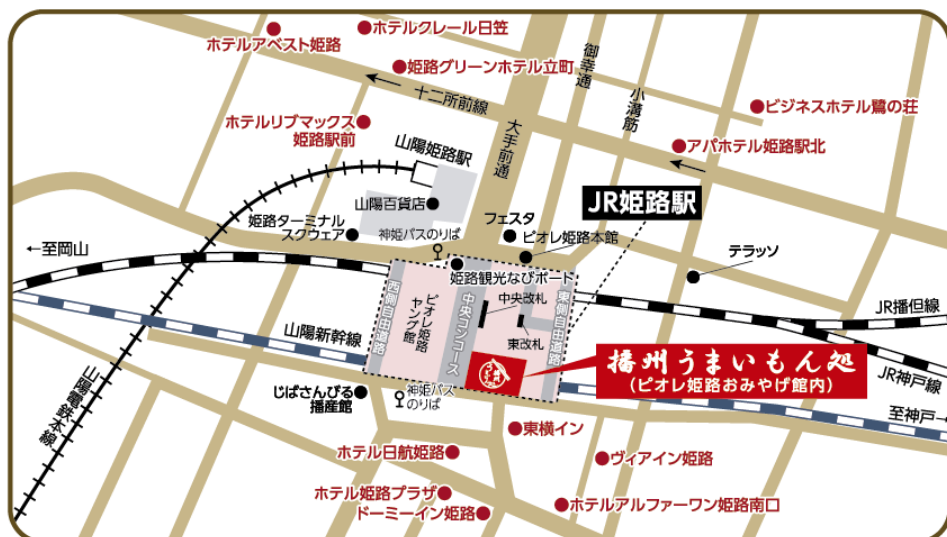 ホテルクレール日笠
ホテルアベスト姫路
姫路グリーンホテル立町
御幸通
小溝筋
十二所前線
ビジネスホテル鷺の荘
ホテルリブマックス
姫路駅前
大手前通
アパホテル姫路駅北
山陽姫路駅
山陽百貨店
JR姫路駅
フェスタ
姫路ターミナル
スクウェア
神姫バスのりば
ピオレ姫路本館
テラッソ
←至岡山
姫路観光なびポート
西側自由道路
ピオレ姫路
ヤング館
中央コンコース
中央改札
東改札
東側自由道路
JR播但線
山陽新幹線
播州うまいもん処
(ピオレ姫路おみやげ館内)
JR神戸線
山陽電鉄本線
じばさんびる
播産館
神姫バス
のりば
至神戸→
東横イン
ホテル日航姫路
ヴィアイン姫路
ホテル姫路プラザ
ドーミーイン姫路
ホテルアルファーワン姫路南口